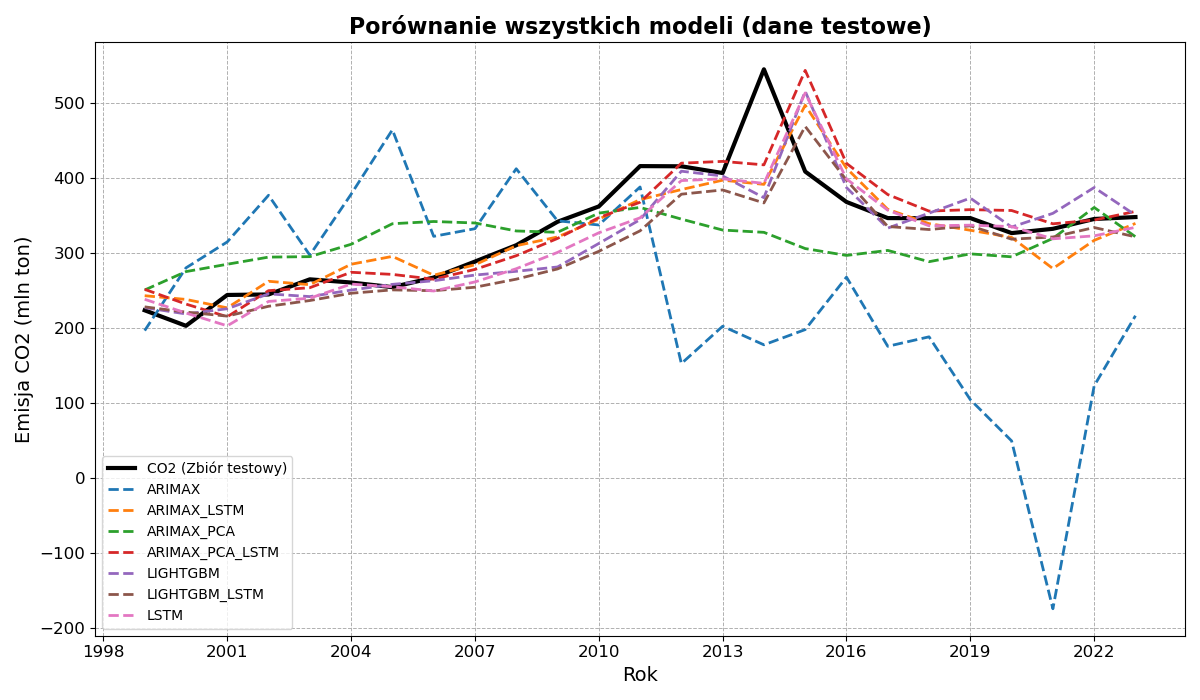 Porównanie wszystkich modeli (dane testowe)
Emisja CO2 (mln ton)
500
400
300
200
100
0
−100
−200
CO2 (Zbiór testowy)
ARIMAX
ARIMAX_LSTM
ARIMAX_PCA
ARIMAX_PCA_LSTM
LIGHTGBM
LIGHTGBM_LSTM
LSTM
1998 2001 2004 2007 2010 2013 2016 2019 2022
Rok